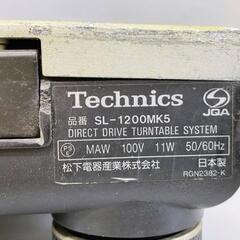 Technics
JQA
品番 SL-1200MK5
DIRECT DRIVE TURNTABLE SYSTEM
PSE MAW 100V 11W 50/60Hz
松下電器産業株式会社 日本製
RGN2382-K